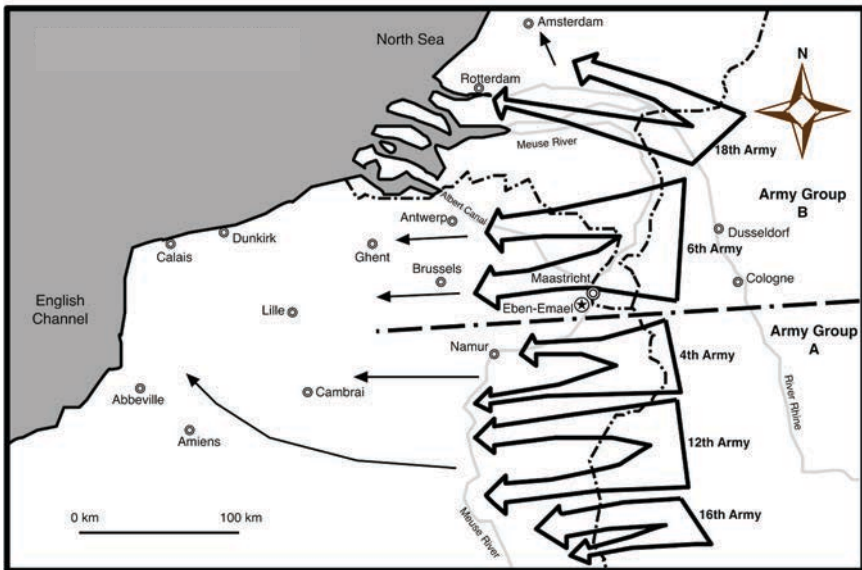 Amsterdam
North Sea
N
Rotterdam
Meuse River
18th Army
Army Group
B
Albert Canal
Antwerp
Dunkirk
Calais
Ghent
Dusseldorf
6th Army
Brussels
Maastricht
Cologne
English
Channel
Eben-Emael
Lille
Army Group
A
Namur
4th Army
Abbeville
Cambrai
River Rhine
Amiens
12th Army
0 km
100 km
16th Army
Meuse River